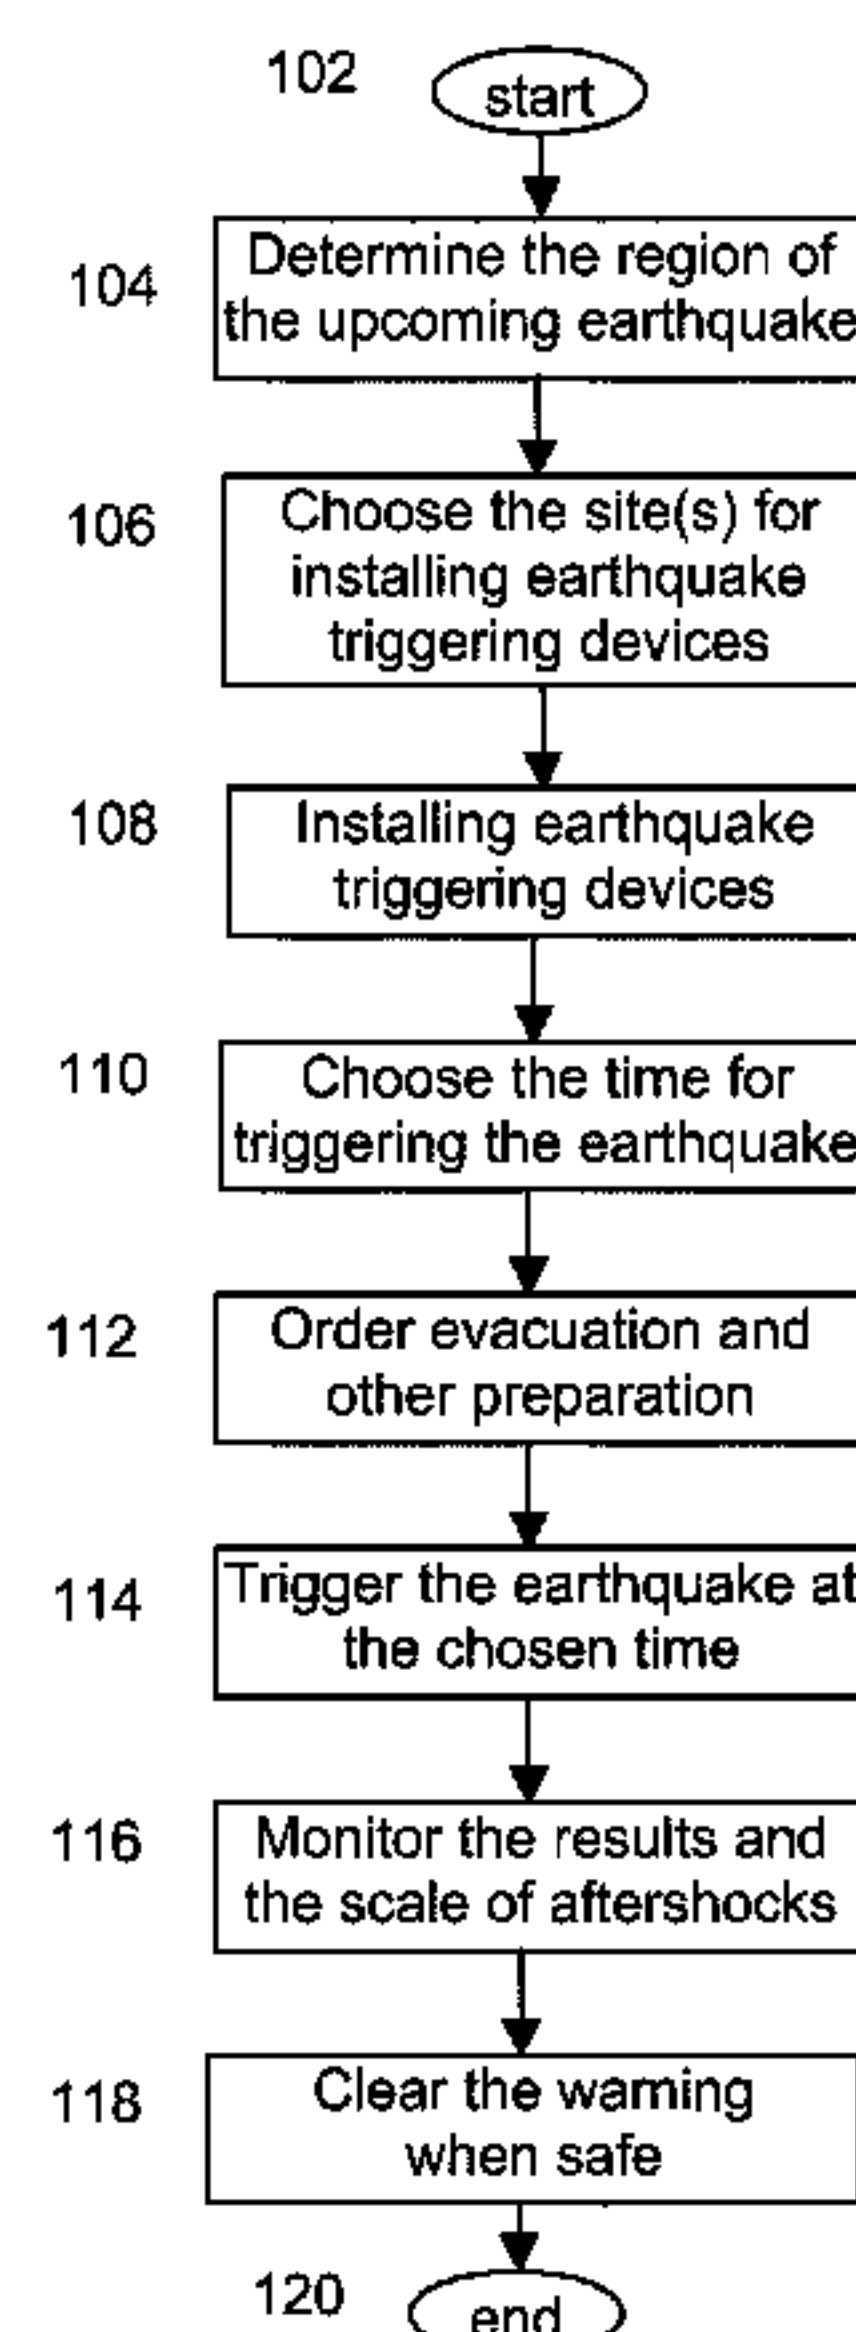 102
start
104
Determine the region of
the upcoming earthquake
106
Choose the site(s) for
installing earthquake
triggering devices
108
Installing earthquake
triggering devices
110
Choose the time for
triggering the earthquake
112
Order evacuation and
other preparation
114
Trigger the earthquake at
the chosen time
116
Monitor the results and
the scale of aftershocks
118
Clear the warning
when safe
120
end